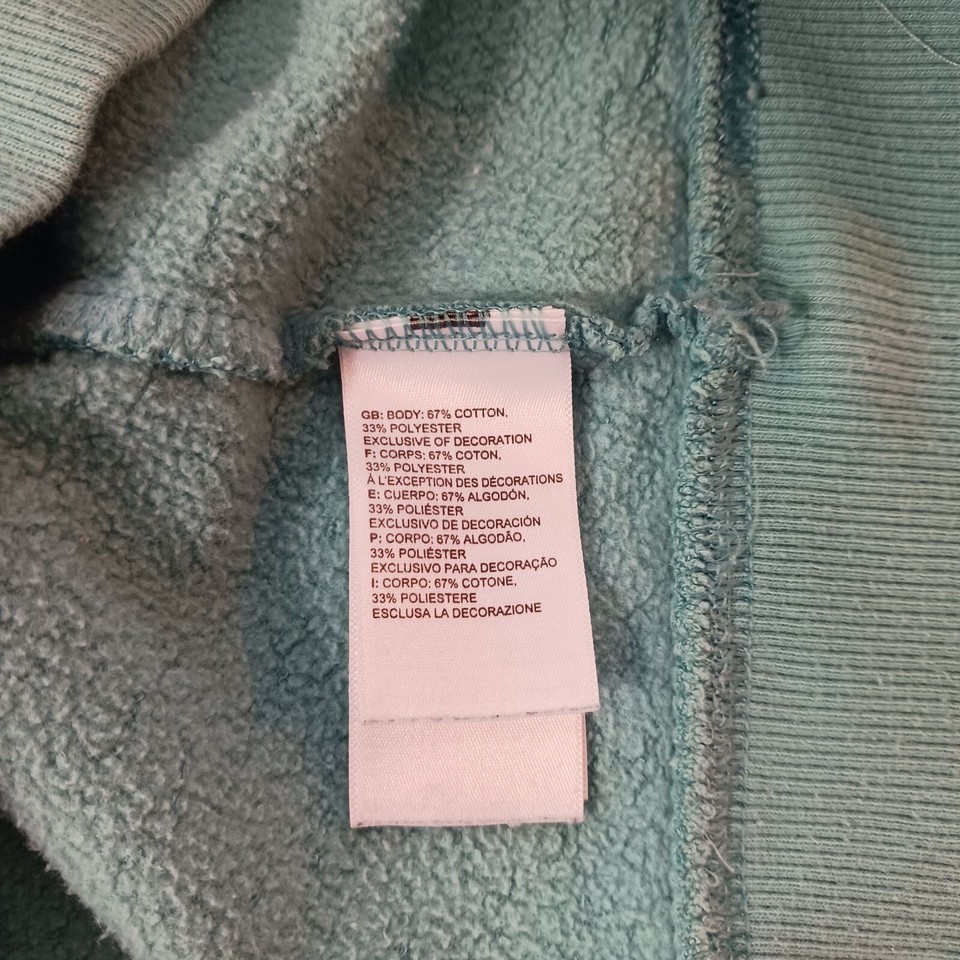 GB: BODY: 67% COTTON,
33% POLYESTER
EXCLUSIVE OF DECORATION
F: CORPS: 67% COTON,
33% POLYESTER
À L'EXCEPTION DES DÉCORATIONS
E: CUERPO: 67% ALGODÓN,
33% POLIÉSTER
EXCLUSIVO DE DECORACIÓN
P: CORPO: 67% ALGODÃO,
33% POLIÉSTER
EXCLUSIVO PARA DECORAÇÃO
I: CORPO: 67% COTONE,
33% POLIESTERE
ESCLUSA LA DECORAZIONE